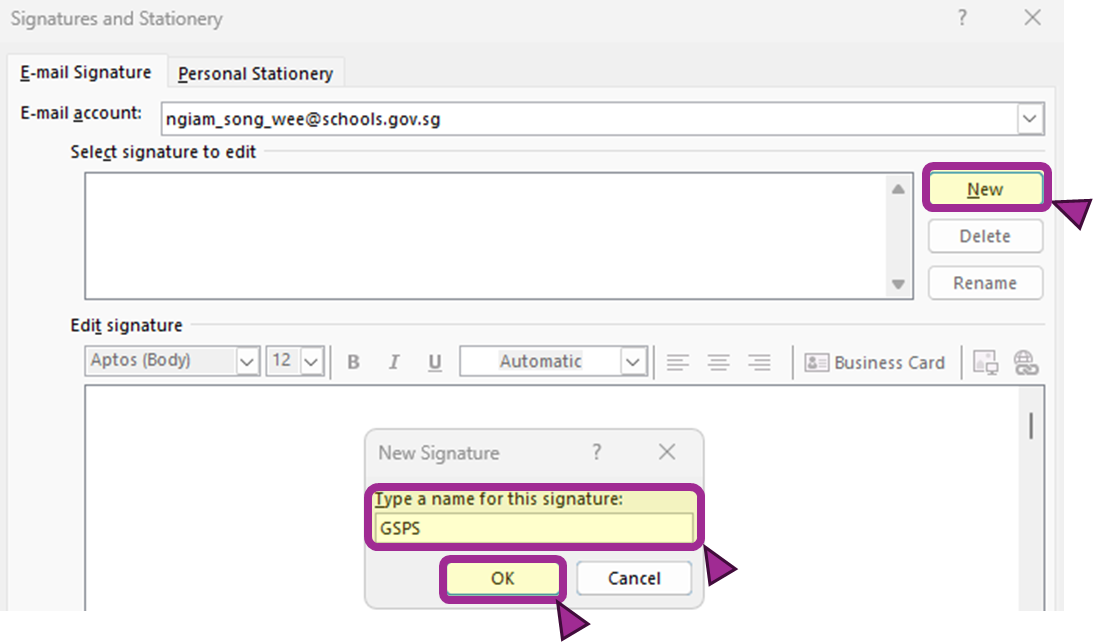 Signatures and Stationery ?
E-mail Signature Personal Stationery
E-mail account: ngiam_song_wee@schools.gov.sg
Select signature to edit
New
Delete
Rename
Edit signature
Aptos (Body) 12 B I U Automatic Business Card
New Signature ?
Type a name for this signature:
GSPS
OK Cancel